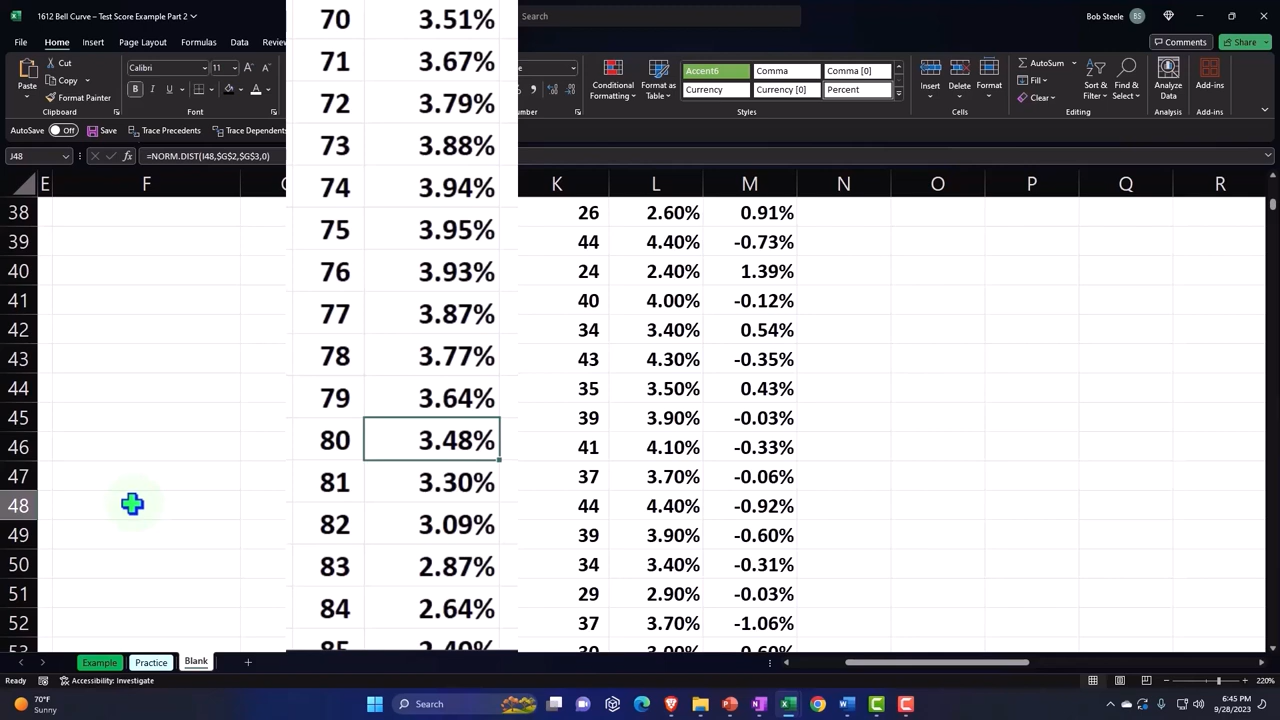 1612 Bell Curve - Test Score Example
Search
Rob Steele
Home Insert Page Layout Formulas Data Review
Comments Share
Cut
Copy
Format Painter
Clipboard
Calibri 11
B I U
Conditional Formatting
Format as Table
Accent6 Comma Comma [0]
Currency Currency [0] Percent
Styles
Insert Delete Format
Cells
AutoSum
Fill
Clear
Sort & Filter
Find & Select
Editing
Analyze Data
Analysis
Add-ins
Add-ins
Save Trace Precedents Trace Dependents
J48 fx =NORM.DIST(I48,$G$2,$G$3,0)
E F K L M N O P Q R
70 3.51%
71 3.67%
72 3.79%
73 3.88%
74 3.94%
75 3.95%
76 3.93%
77 3.87%
78 3.77%
79 3.64%
80 3.48%
81 3.30%
82 3.09%
83 2.87%
84 2.64%
85 2.40%
38 26 2.60% 0.91%
39 44 4.40% -0.73%
40 24 2.40% 1.39%
41 40 4.00% -0.12%
42 34 3.40% 0.54%
43 43 4.30% -0.35%
44 35 3.50% 0.43%
45 39 3.90% -0.03%
46 41 4.10% -0.33%
47 37 3.70% -0.06%
48 44 4.40% -0.92%
49 39 3.90% -0.60%
50 34 3.40% -0.31%
51 29 2.90% -0.03%
52 37 3.70% -1.06%
Example Practice Blank
Ready Accessibility: Investigate 220%
70°F
Sunny
Search
6:45 PM
9/28/2023